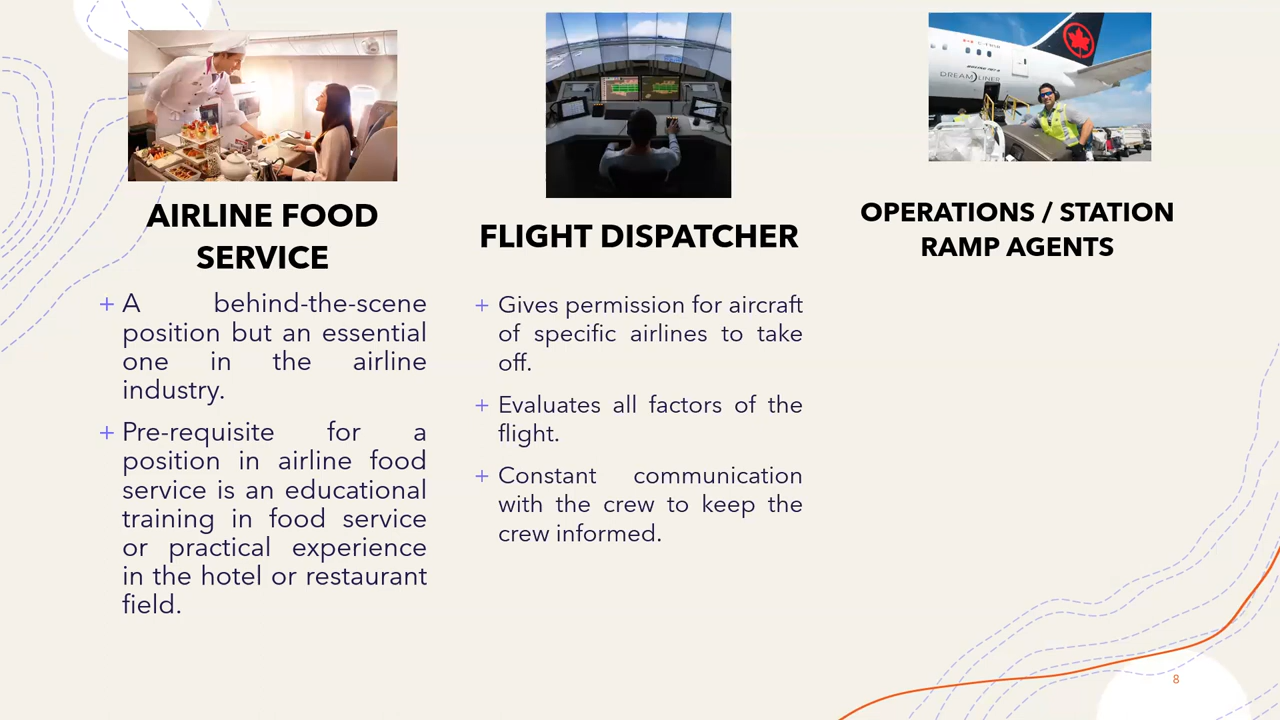 AIRLINE FOOD
SERVICE
+ A behind-the-scene
position but an essential
one in the airline
industry.
+ Pre-requisite for a
position in airline food
service is an educational
training in food service
or practical experience
in the hotel or restaurant
field.
FLIGHT DISPATCHER
+ Gives permission for aircraft
of specific airlines to take
off.
+ Evaluates all factors of the
flight.
+ Constant communication
with the crew to keep the
crew informed.
DREAMLINER
OPERATIONS / STATION
RAMP AGENTS
8